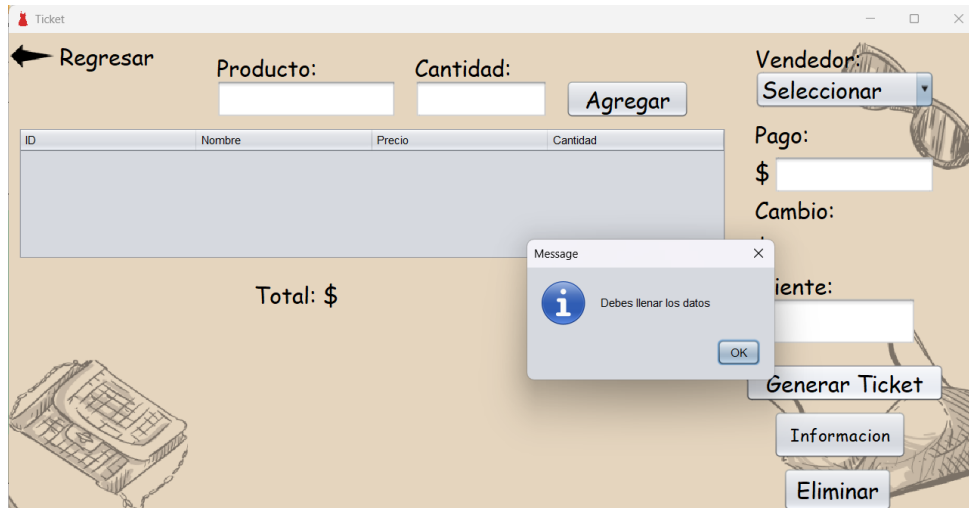 Ticket
Regresar
Producto:
Cantidad:
Agregar
Vendedor:
Seleccionar
ID Nombre Precio Cantidad
Pago:
$
Cambio:
Total: $
Message
Debes llenar los datos
OK
Generar Ticket
Informacion
Eliminar